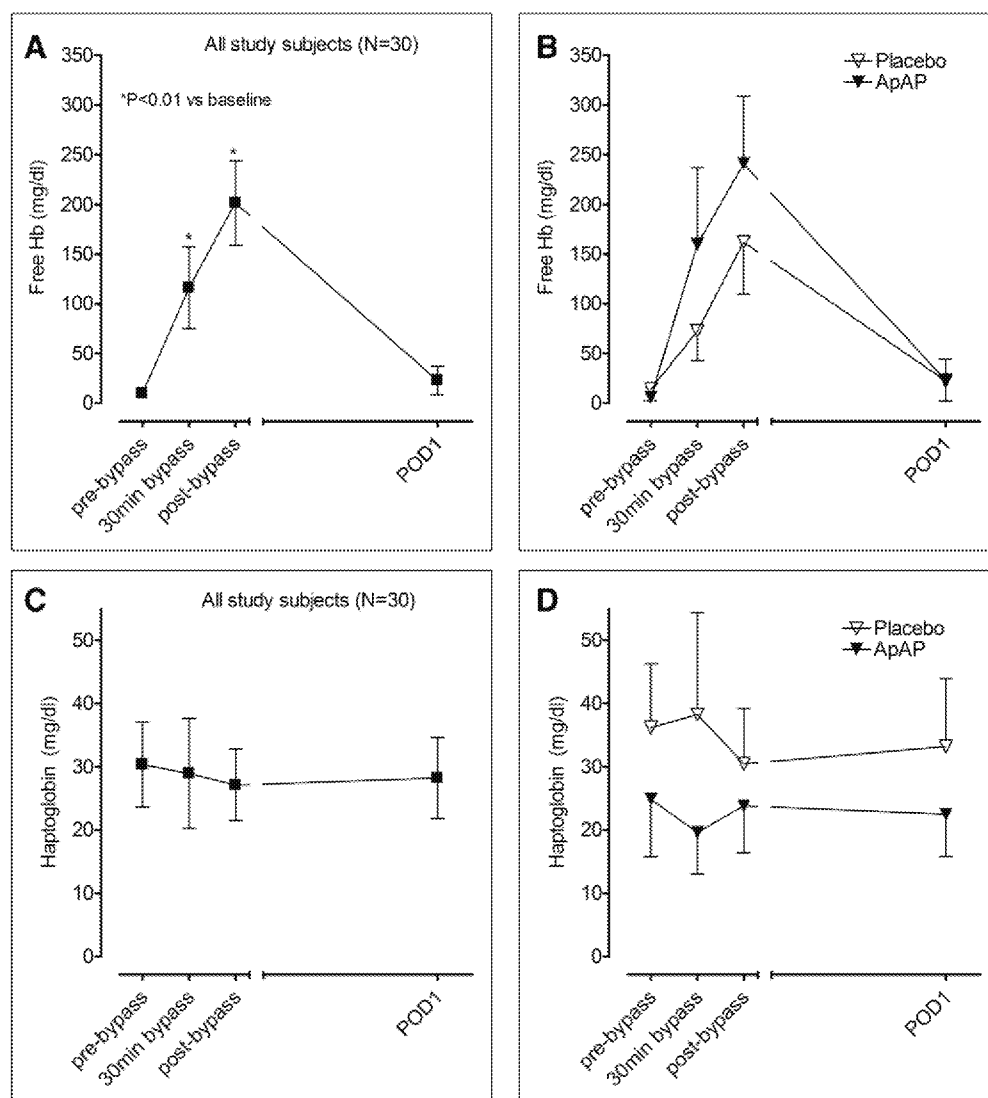 A
All study subjects (N=30)
*P<0.01 vs baseline
*
*
Free Hb (mg/dl)
350
300
250
200
150
100
50
0
pre-bypass
30min bypass
post-bypass
POD1
B
Placebo
ApAP
Free Hb (mg/dl)
350
300
250
200
150
100
50
0
pre-bypass
30min bypass
post-bypass
POD1
C
All study subjects (N=30)
Haptoglobin (mg/dl)
50
40
30
20
10
0
pre-bypass
30min bypass
post-bypass
POD1
D
Placebo
ApAP
Haptoglobin (mg/dl)
50
40
30
20
10
0
pre-bypass
30min bypass
post-bypass
POD1